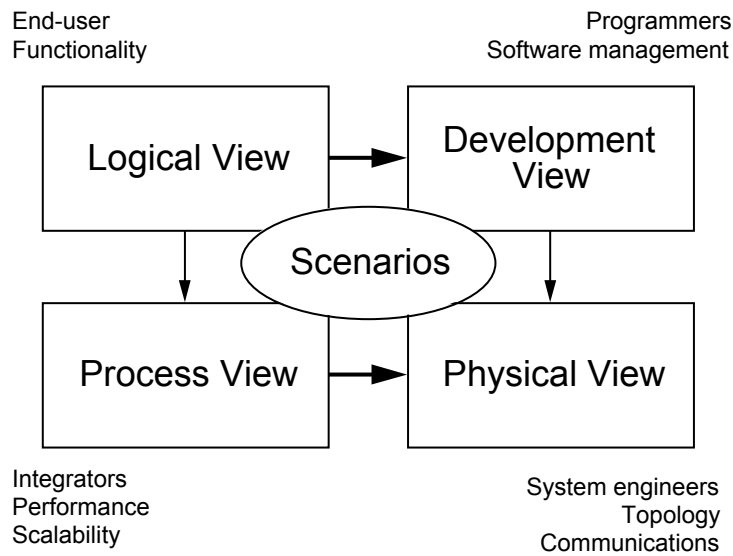 End-user
Functionality
Programmers
Software management
Logical View
Development
View
Scenarios
Process View
Physical View
Integrators
Performance
Scalability
System engineers
Topology
Communications